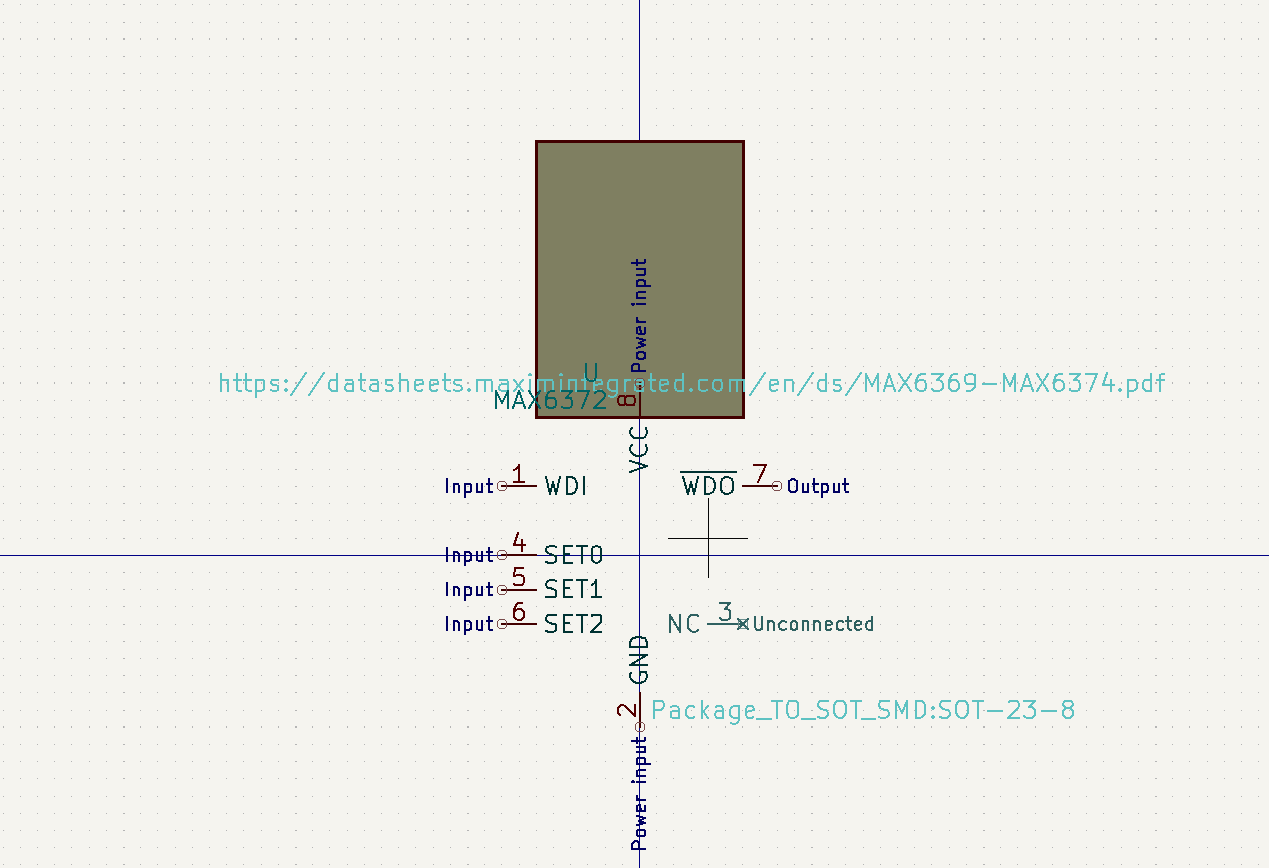 Power input
U
https://datasheets.maximintegrated.com/en/ds/MAX6369-MAX6374.pdf
MAX6372
8
VCC
Input 1 WDI
WDO 7 Output
Input 4 SET0
Input 5 SET1
Input 6 SET2
NC 3 Unconnected
GND
2
Package_TO_SOT_SMD:SOT-23-8
Power input